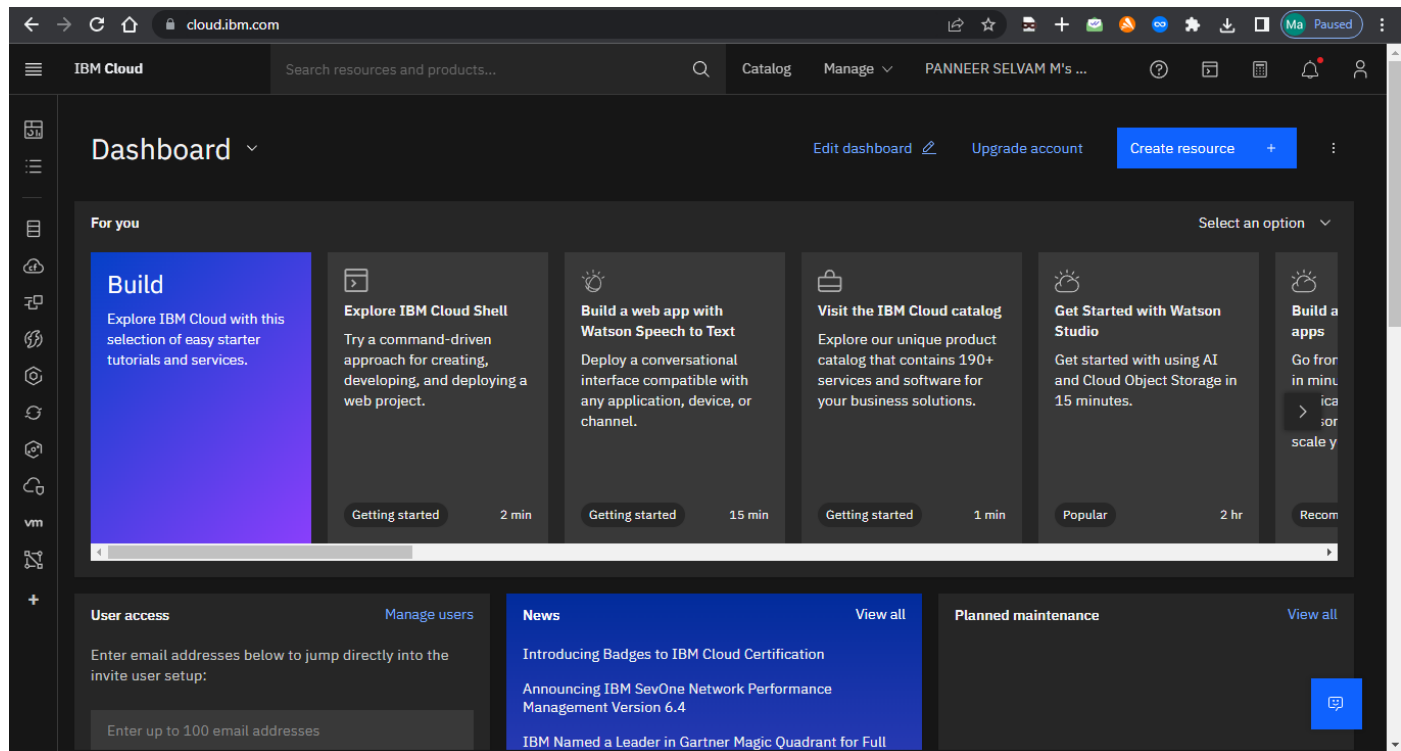 cloud.ibm.com
Ma Paused
IBM Cloud
Search resources and products...
Catalog
Manage
PANNEER SELVAM M's ...
Dashboard
Edit dashboard
Upgrade account
Create resource +
For you
Select an option
Build
Explore IBM Cloud with this
selection of easy starter
tutorials and services.
Explore IBM Cloud Shell
Try a command-driven
approach for creating,
developing, and deploying a
web project.
Getting started 2 min
Build a web app with
Watson Speech to Text
Deploy a conversational
interface compatible with
any application, device, or
channel.
Getting started 15 min
Visit the IBM Cloud catalog
Explore our unique product
catalog that contains 190+
services and software for
your business solutions.
Getting started 1 min
Get Started with Watson
Studio
Get started with using AI
and Cloud Object Storage in
15 minutes.
Popular 2 hr
Build a
apps
Go
in
scale y
Recom
vm
User access
Manage users
Enter email addresses below to jump directly into the
invite user setup:
Enter up to 100 email addresses
News
View all
Introducing Badges to IBM Cloud Certification
Announcing IBM SevOne Network Performance
Management Version 6.4
IBM Named a Leader in Gartner Magic Quadrant for Full
Planned maintenance
View all